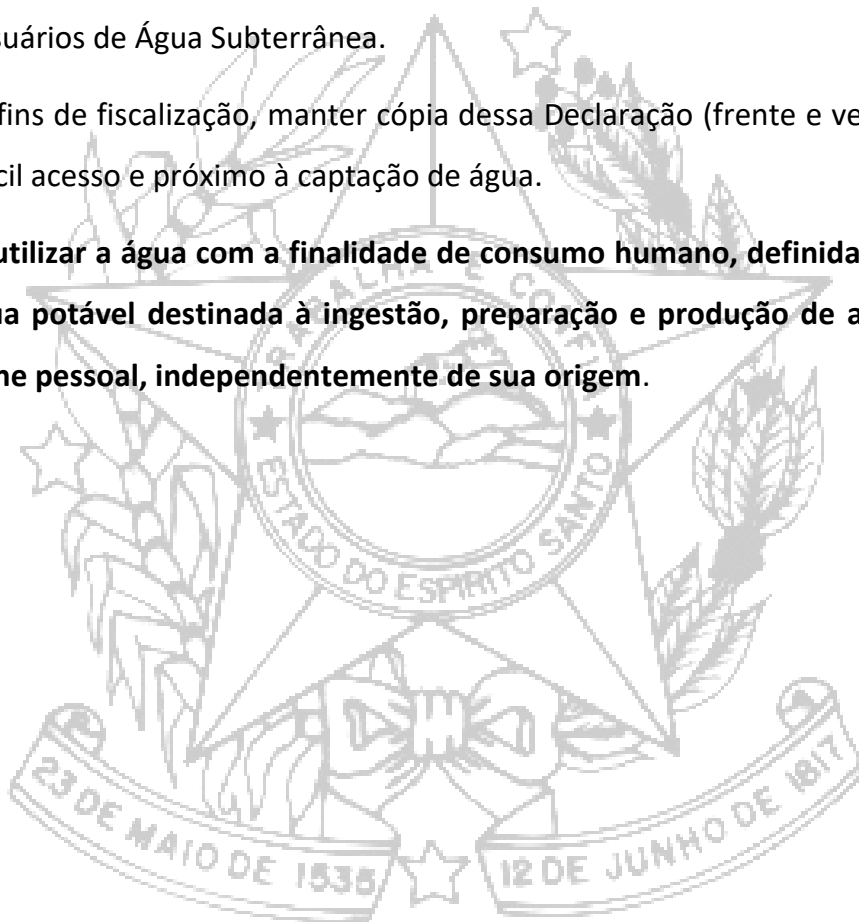 suários de Água Subterrânea.
fins de fiscalização, manter cópia dessa Declaração (frente e ve
cil acesso e próximo à captação de água.
utilizar a água com a finalidade de consumo humano, definida
ua potável destinada à ingestão, preparação e produção de a
ne pessoal, independentemente de sua origem.
TRABALHA E CONFIA
ESTADO DO ESPIRITO SANTO
23 DE MAIO DE 1535
12 DE JUNHO DE 1817